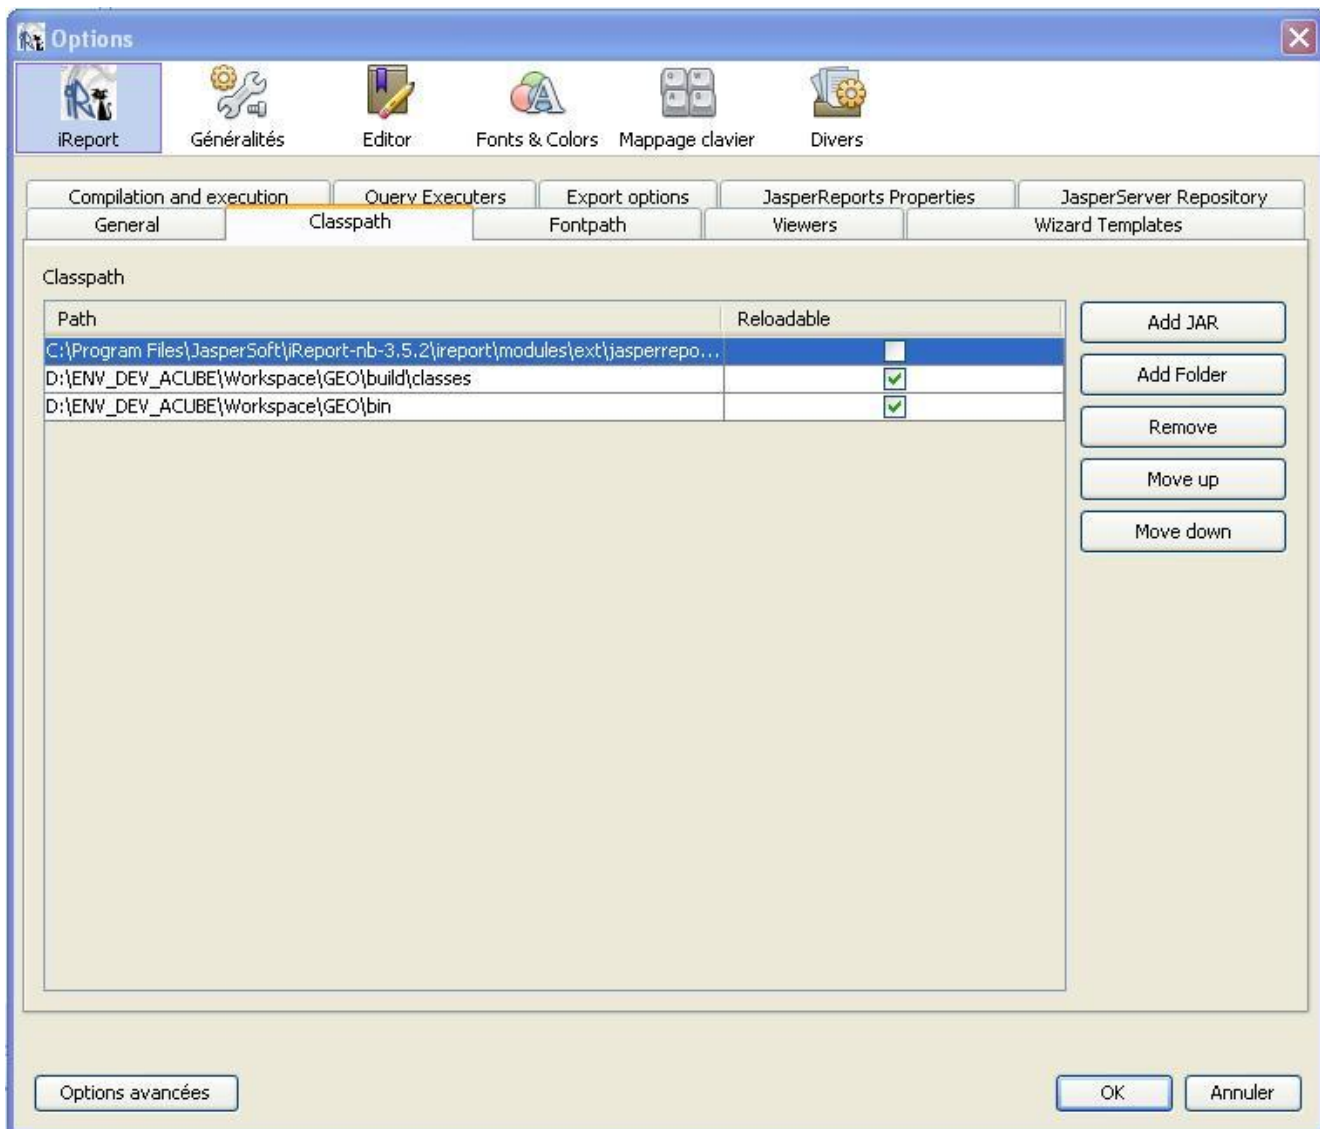 Options
iReport Généralités Editor Fonts & Colors Mappage clavier Divers
Compilation and execution Query Executers Export options JasperReports Properties JasperServer Repository
General Classpath Fontpath Viewers Wizard Templates
Classpath
Path Reloadable
C:\Program Files\JasperSoft\iReport-nb-3.5.2\ireport\modules\ext\jasperrepo...
D:\ENV_DEV_ACUBE\Workspace\GEO\build\classes
D:\ENV_DEV_ACUBE\Workspace\GEO\bin
Add JAR
Add Folder
Remove
Move up
Move down
Options avancées OK Annuler